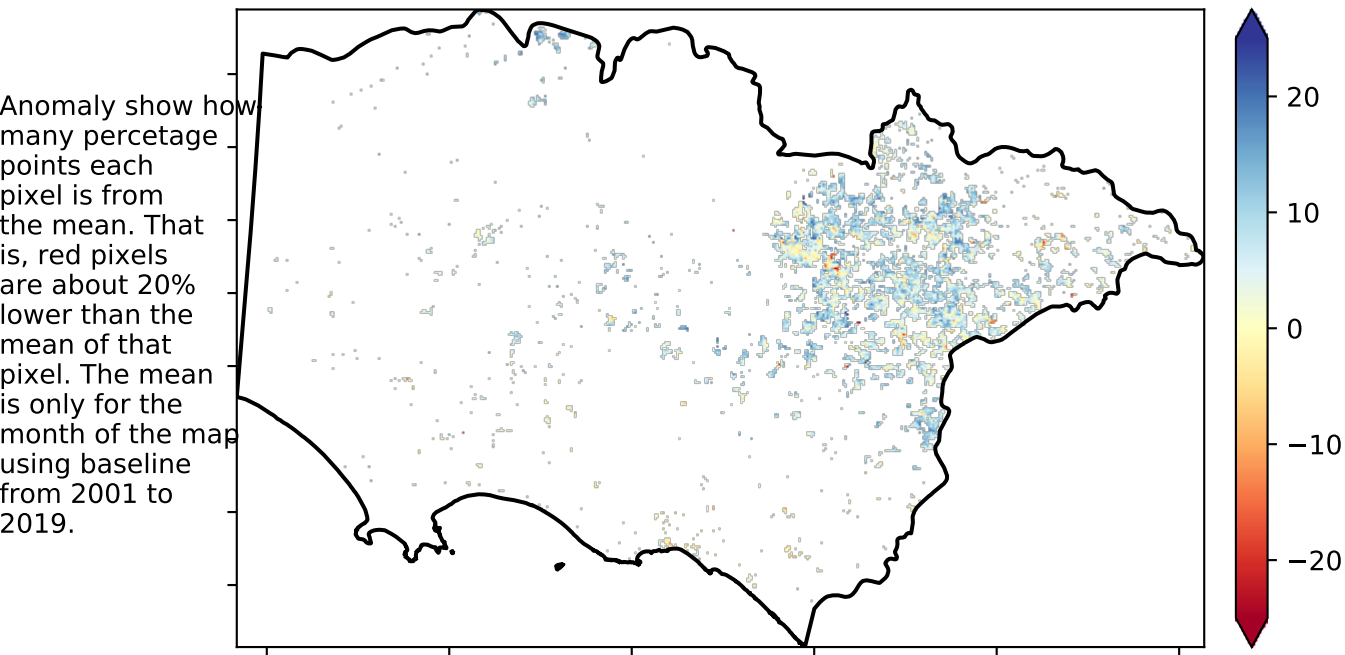 Anomaly show how
many percetage
points each
pixel is from
the mean. That
is, red pixels
are about 20%
lower than the
mean of that
pixel. The mean
is only for the
month of the map
using baseline
from 2001 to
2019.
20
10
0
−10
−20